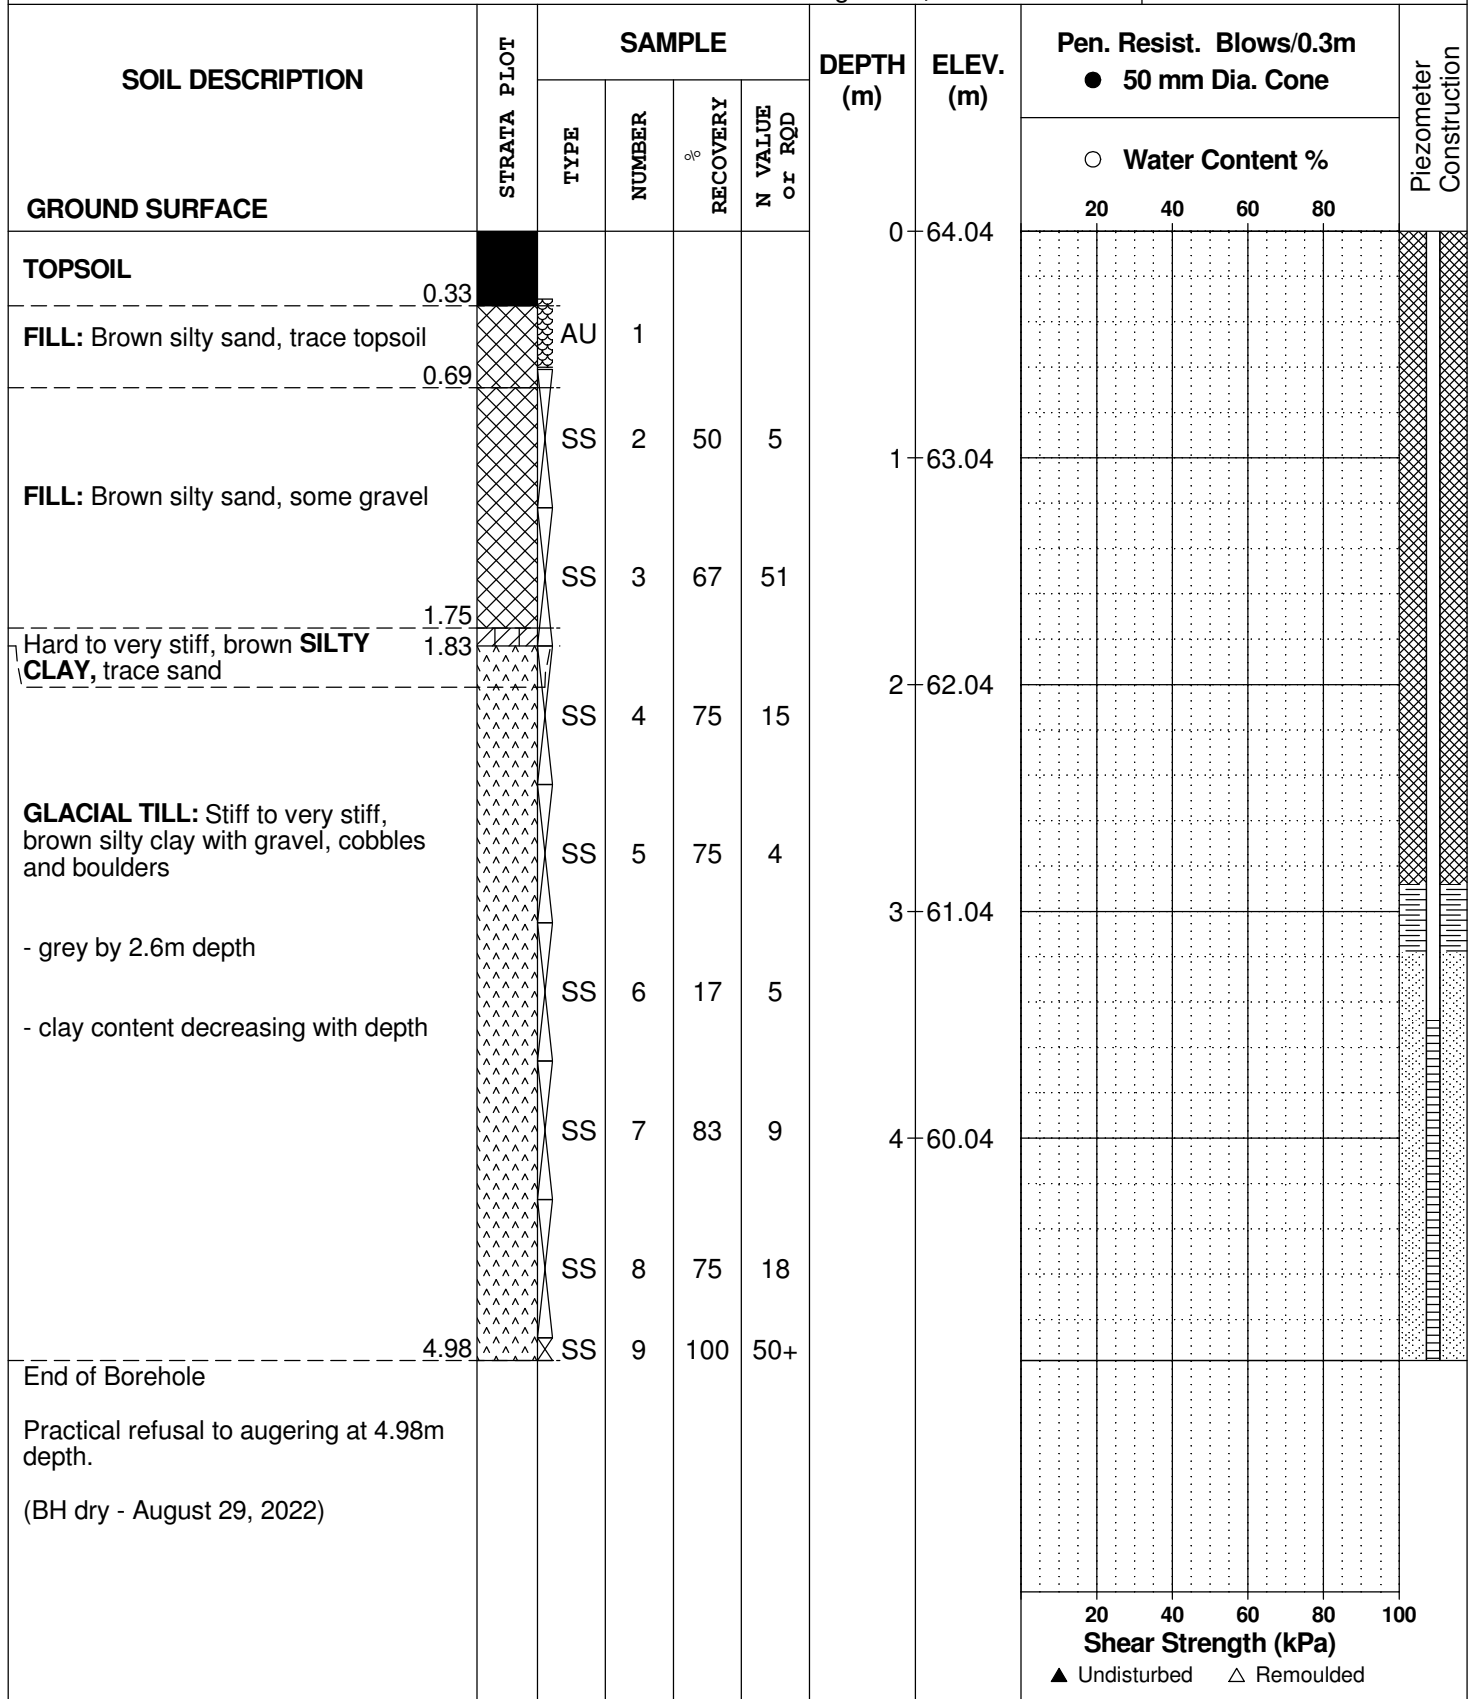 SOIL DESCRIPTION
GROUND SURFACE
STRATA PLOT
SAMPLE
TYPE
NUMBER
%
RECOVERY
N VALUE
or RQD
DEPTH
(m)
ELEV.
(m)
Pen. Resist. Blows/0.3m
● 50 mm Dia. Cone
○ Water Content %
20 40 60 80
Piezometer
Construction
0 64.04
TOPSOIL
0.33
FILL: Brown silty sand, trace topsoil
AU 1
0.69
SS 2 50 5
1 63.04
FILL: Brown silty sand, some gravel
SS 3 67 51
1.75
Hard to very stiff, brown SILTY 1.83
CLAY, trace sand
2 62.04
SS 4 75 15
GLACIAL TILL: Stiff to very stiff,
brown silty clay with gravel, cobbles
and boulders
SS 5 75 4
3 61.04
- grey by 2.6m depth
SS 6 17 5
- clay content decreasing with depth
SS 7 83 9
4 60.04
SS 8 75 18
4.98
SS 9 100 50+
End of Borehole
Practical refusal to augering at 4.98m
depth.
(BH dry - August 29, 2022)
20 40 60 80 100
Shear Strength (kPa)
▲ Undisturbed △ Remoulded